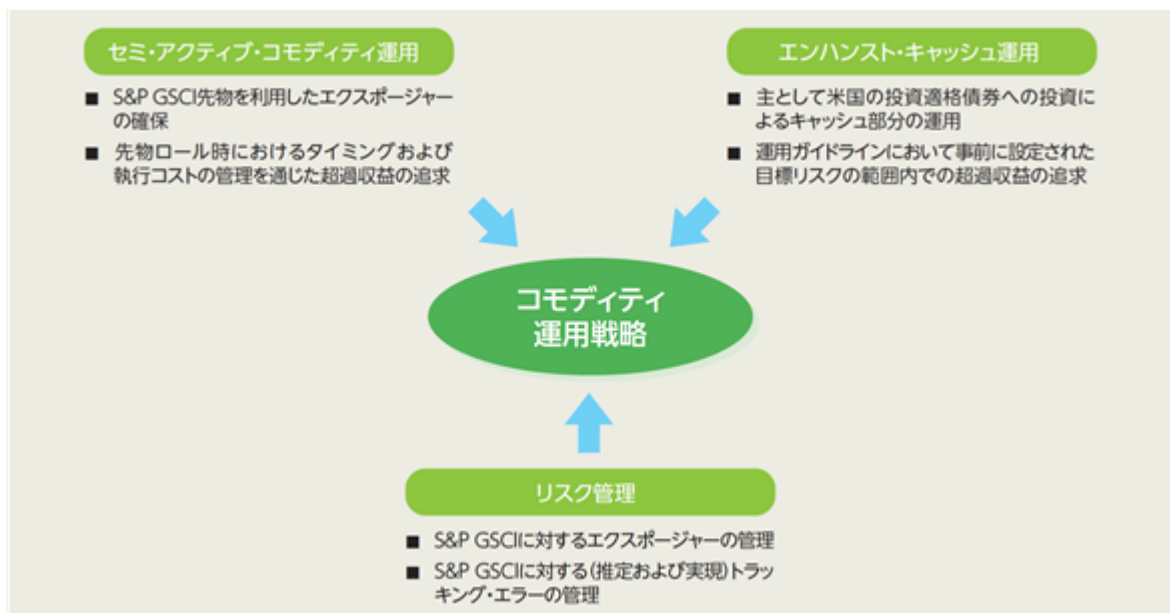 セミ・アクティブ・コモディティ運用
■ S&P GSCI先物を利用したエクスポージャー
の確保
■ 先物ロール時におけるタイミングおよび
執行コストの管理を通じた超過収益の追求
エンハンスト・キャッシュ運用
■ 主として米国の投資適格債券への投資に
よるキャッシュ部分の運用
■ 運用ガイドラインにおいて事前に設定された
目標リスクの範囲内での超過収益の追求
コモディティ
運用戦略
リスク管理
■ S&P GSCIに対するエクスポージャーの管理
■ S&P GSCIに対する(推定および実現)トラッ
キング・エラーの管理